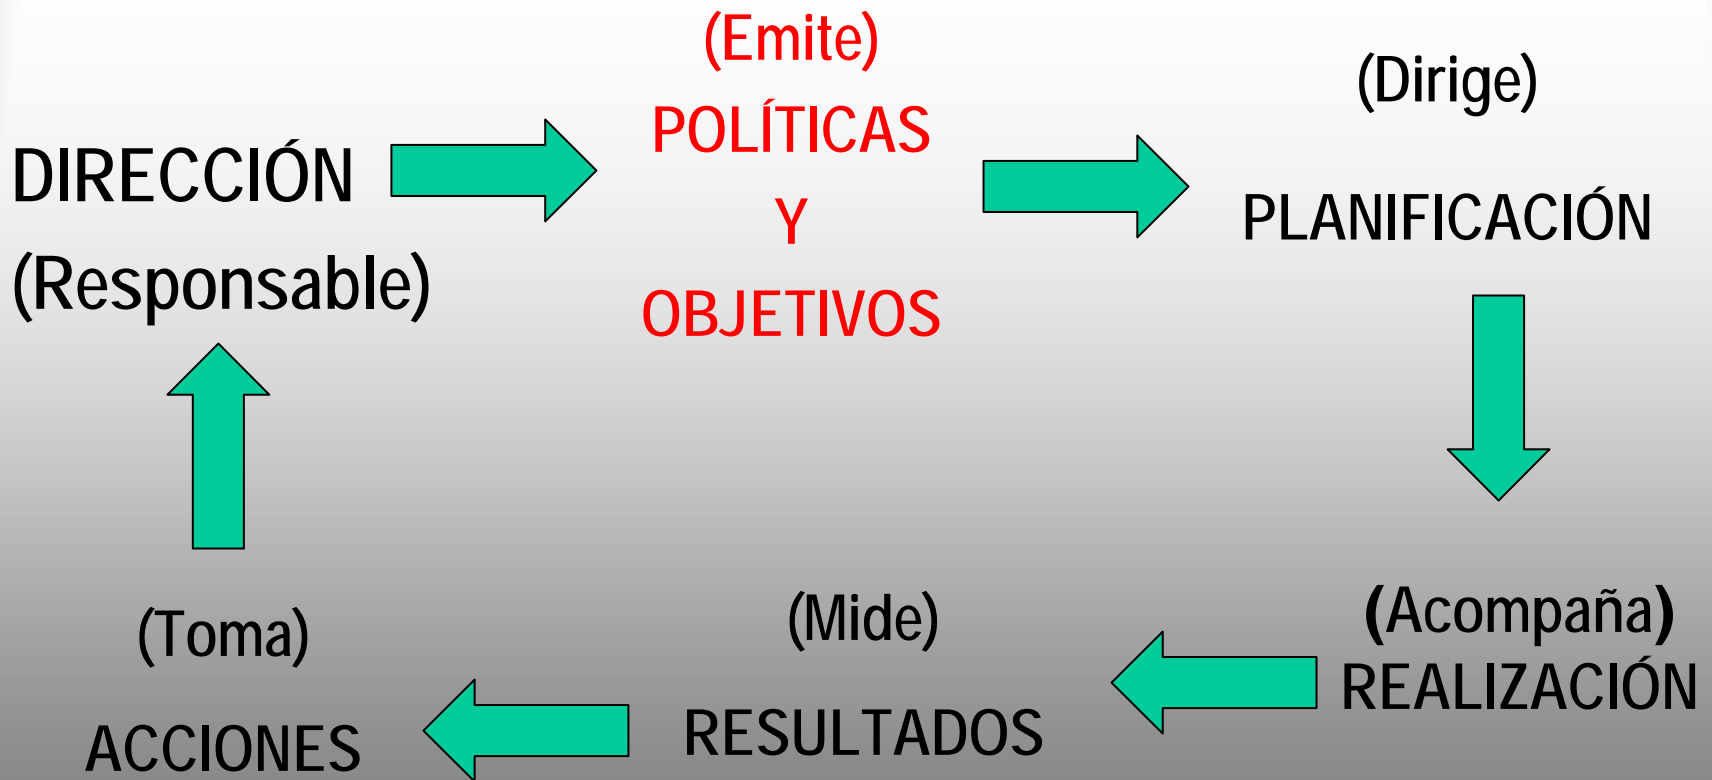 DIRECCIÓN
(Responsable)
(Emite)
POLÍTICAS
Y
OBJETIVOS
(Dirige)
PLANIFICACIÓN
(Acompaña)
REALIZACIÓN
(Mide)
RESULTADOS
(Toma)
ACCIONES